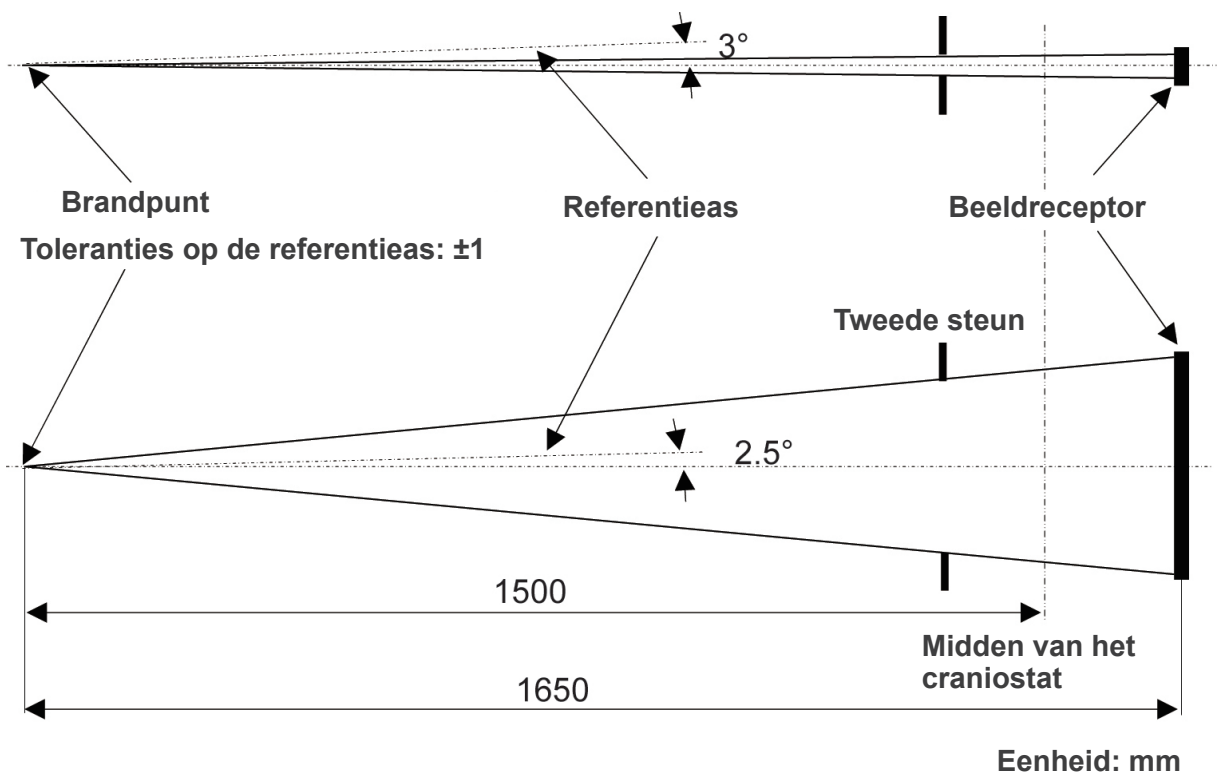 3°
Brandpunt
Referentieas
Beeldreceptor
Toleranties op de referentieas: ±1
Tweede steun
2.5°
1500
Midden van het
craniostat
1650
Eenheid: mm